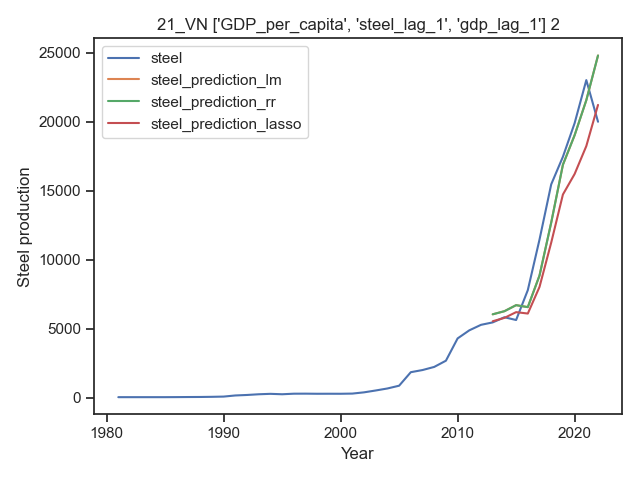 21_VN ['GDP_per_capita', 'steel_lag_1', 'gdp_lag_1'] 2
steel
steel_prediction_lm
steel_prediction_rr
steel_prediction_lasso
25000
20000
15000
10000
5000
0
Steel production
1980
1990
2000
2010
2020
Year